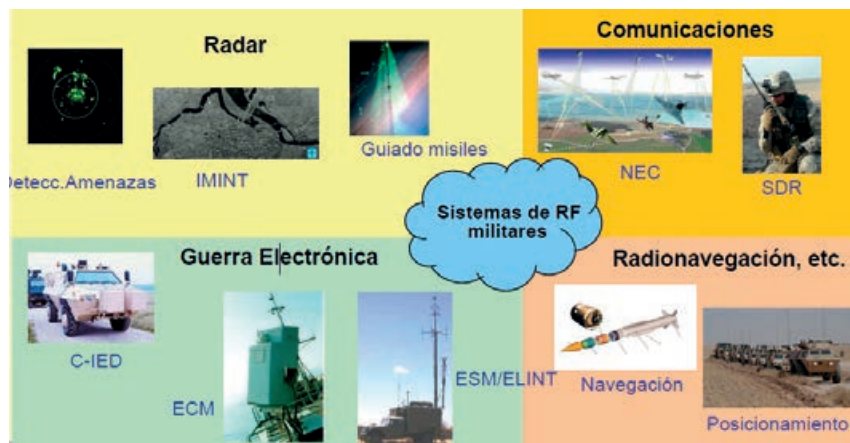 Radar
Detecc.Amenazas
IMINT
Guiado misiles
Comunicaciones
NEC
SDR
Sistemas de RF
militares
Guerra Electrónica
C-IED
ECM
ESM/ELINT
Radionavegación, etc.
Navegación
Posicionamiento